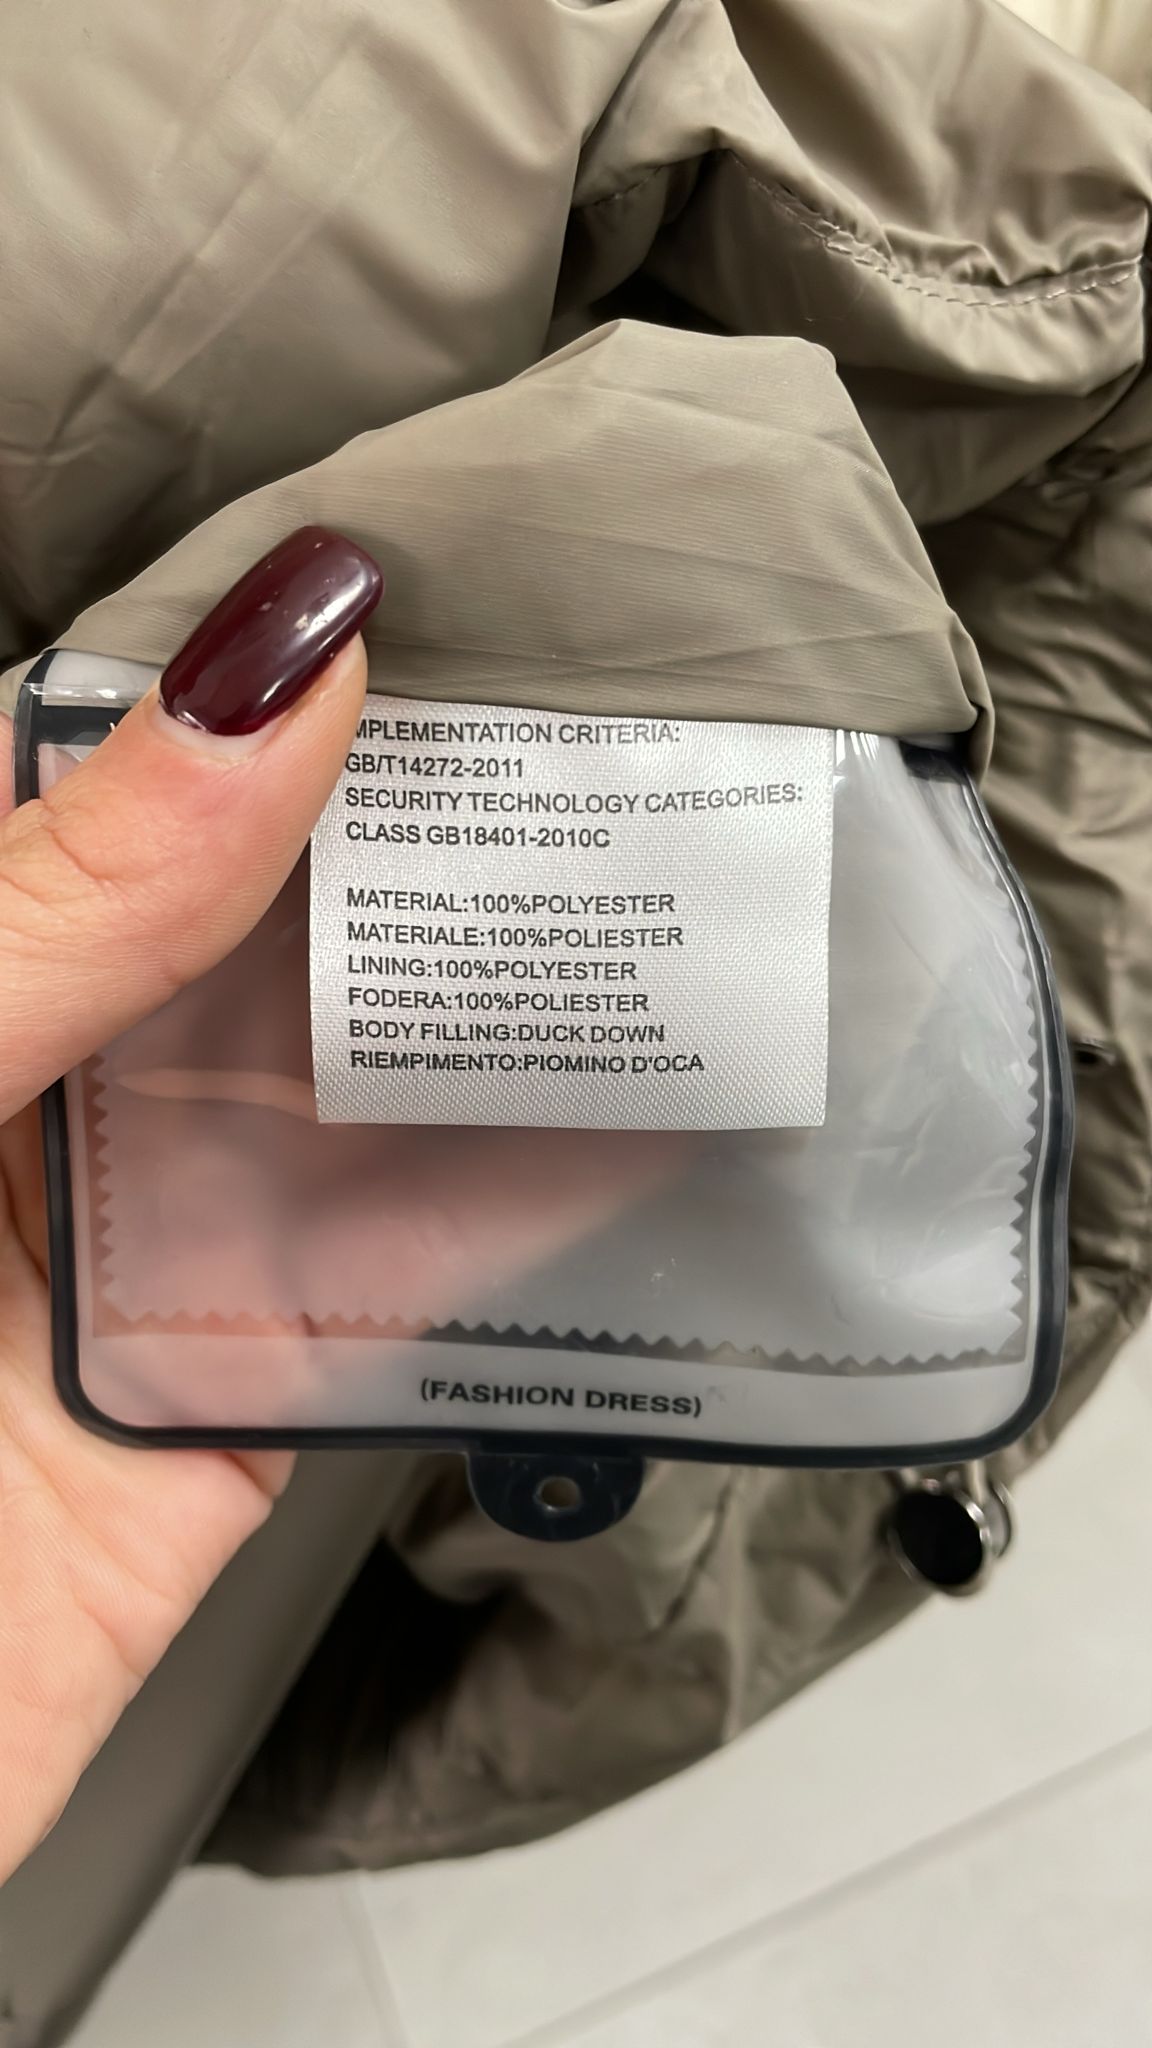 IMPLEMENTATION CRITERIA:
GB/T14272-2011
SECURITY TECHNOLOGY CATEGORIES:
CLASS GB18401-2010C
MATERIAL:100%POLYESTER
MATERIALE:100%POLIESTER
LINING:100%POLYESTER
FODERA:100%POLIESTER
BODY FILLING:DUCK DOWN
RIEMPIMENTO:PIOMINO D'OCA
(FASHION DRESS)